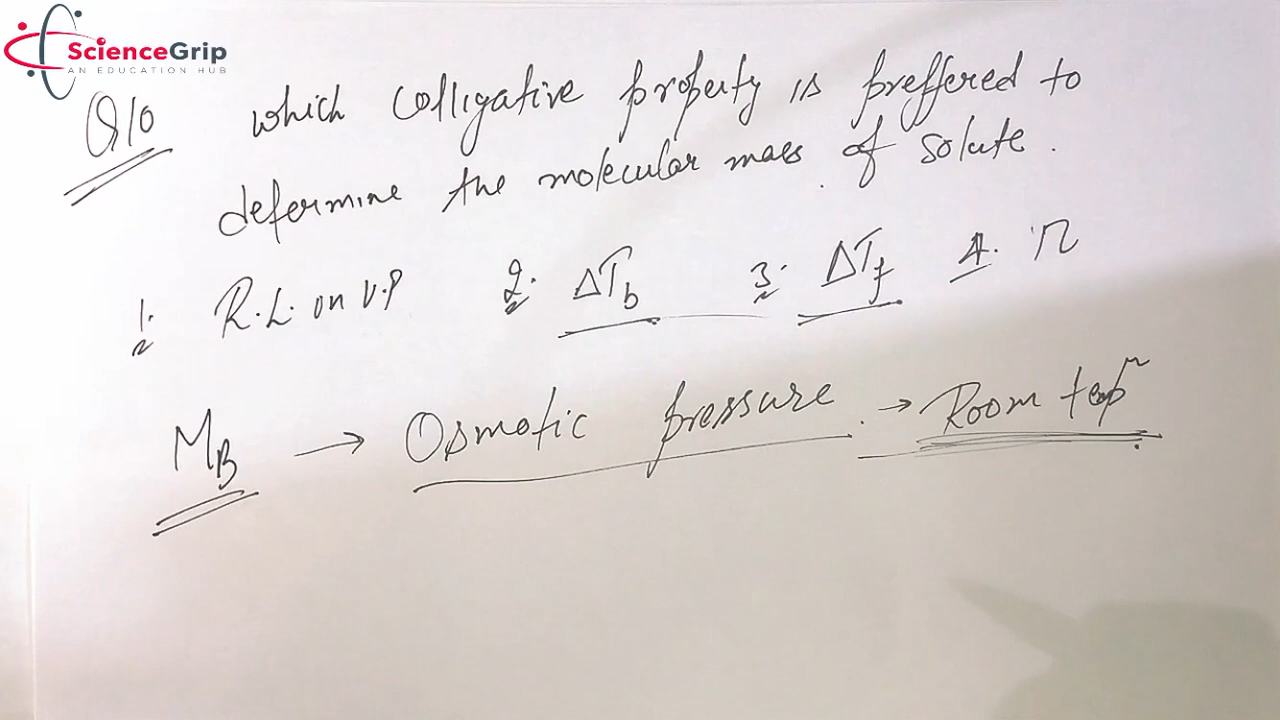 ScienceGrip
AN EDUCATION HUB
Q10 which Colligative property is preffered to
determine the molecular mass of solute.
1. R.L. on V.P 2. ΔTb 3. ΔTf 4. π
MB → Osmotic pressure. → Room tempr